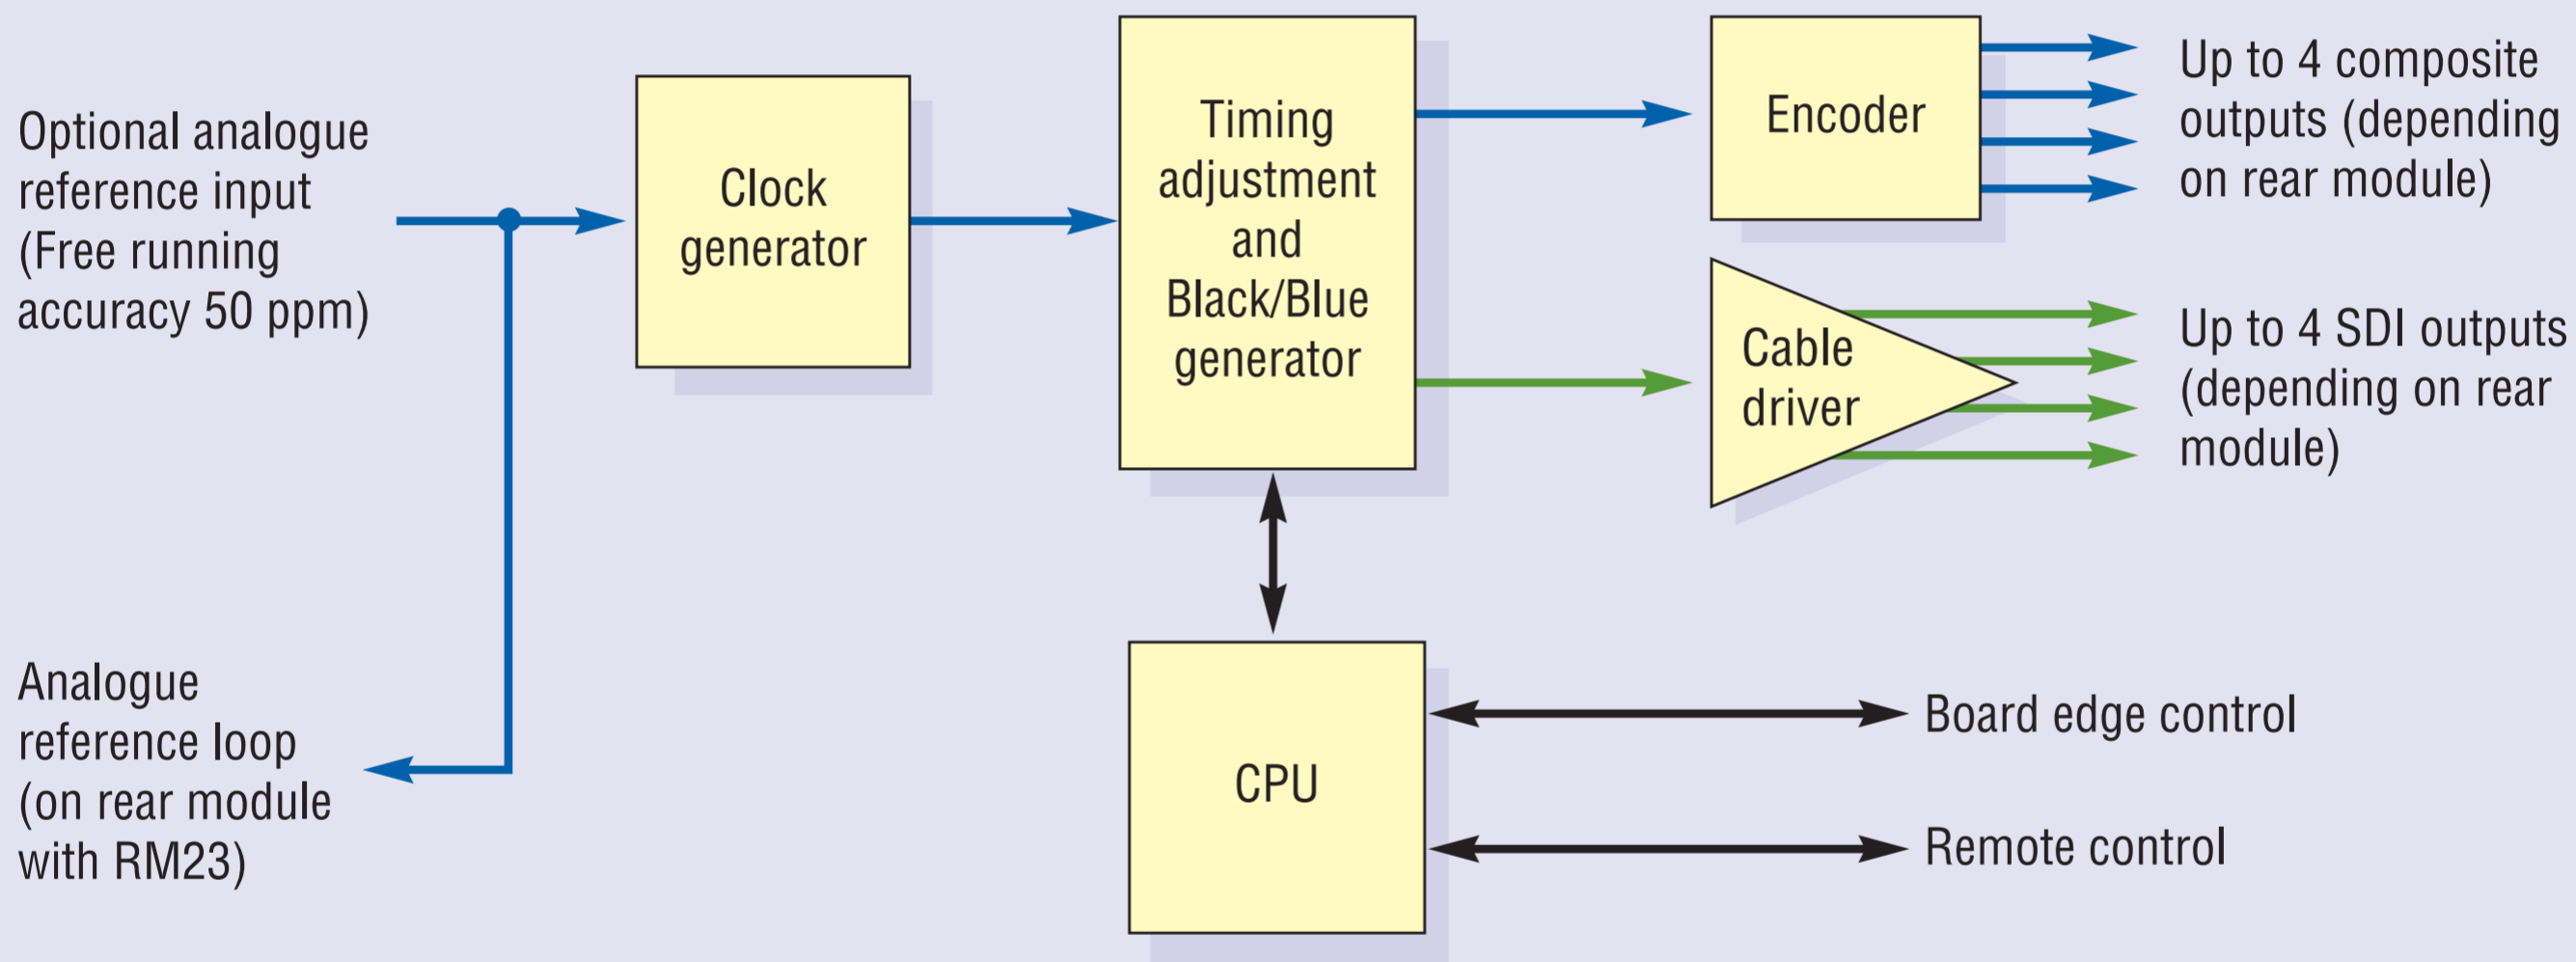 Optional analogue
reference input
(Free running
accuracy 50 ppm)
Clock
generator
Timing
adjustment
and
Black/Blue
generator
Encoder
Up to 4 composite
outputs (depending
on rear module)
Cable
driver
Up to 4 SDI outputs
(depending on rear
module)
Analogue
reference loop
(on rear module
with RM23)
CPU
Board edge control
Remote control